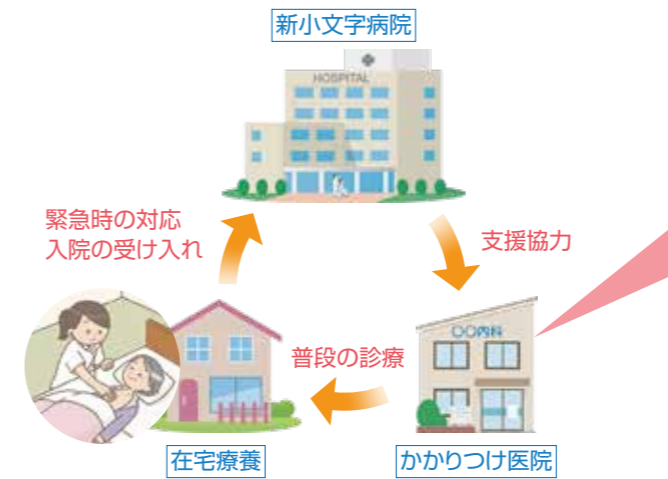 新小文字病院
HOSPITAL
緊急時の対応
入院の受け入れ
支援協力
〇〇内科
普段の診療
在宅療養
かかりつけ医院